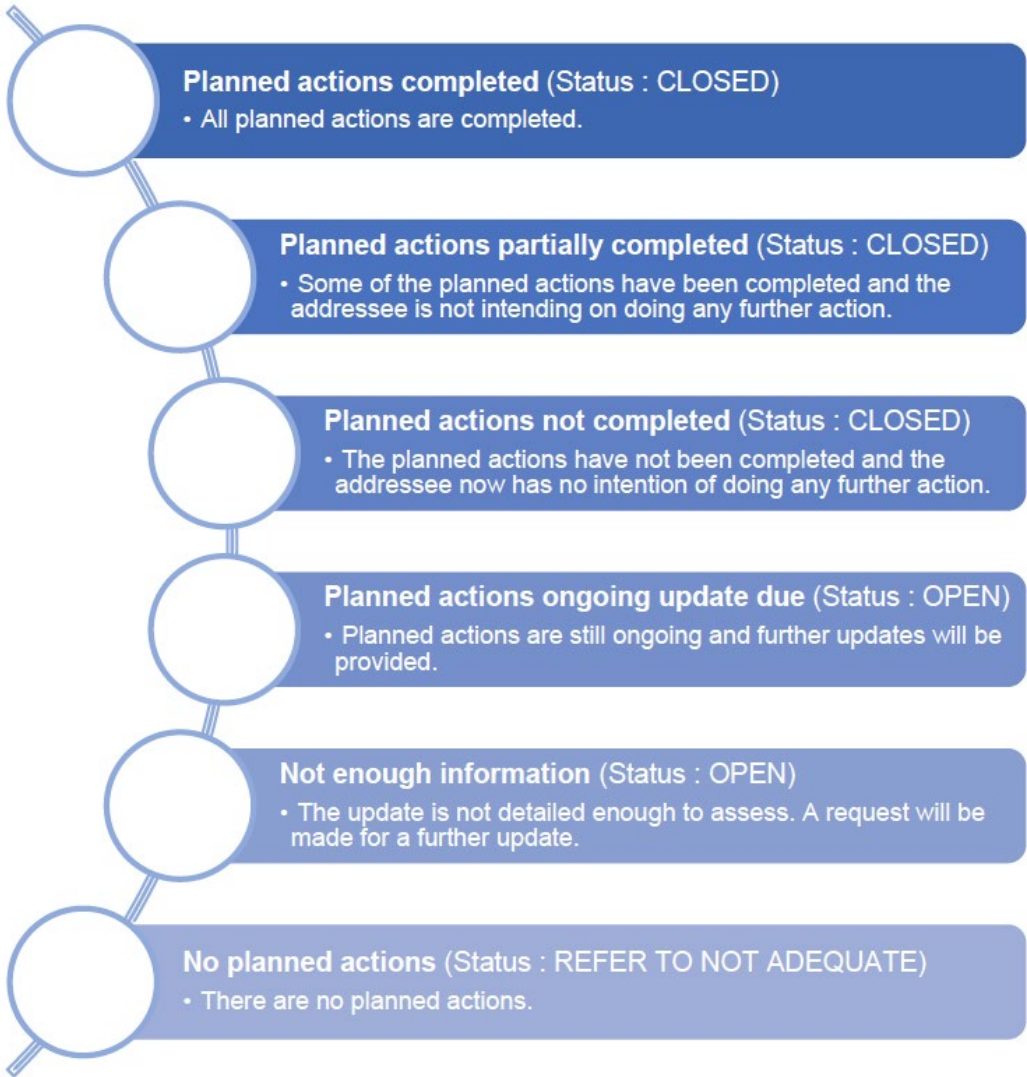 Planned actions completed (Status : CLOSED)
• All planned actions are completed.
Planned actions partially completed (Status : CLOSED)
• Some of the planned actions have been completed and the
addressee is not intending on doing any further action.
Planned actions not completed (Status : CLOSED)
• The planned actions have not been completed and the
addressee now has no intention of doing any further action.
Planned actions ongoing update due (Status : OPEN)
• Planned actions are still ongoing and further updates will be
provided.
Not enough information (Status : OPEN)
• The update is not detailed enough to assess. A request will be
made for a further update.
No planned actions (Status : REFER TO NOT ADEQUATE)
• There are no planned actions.